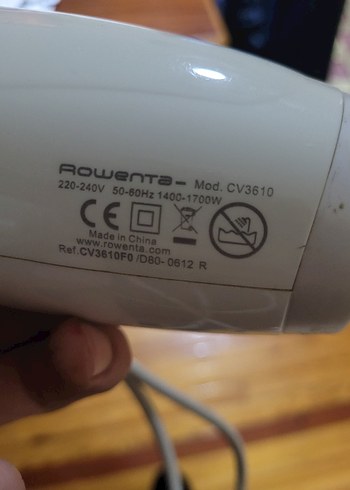 Rowenta Mod. CV3610
220-240V 50-60Hz 1400-1700W
CE
Made in China
www.rowenta.com
Ref.CV3610F0 /D80- 0612 R